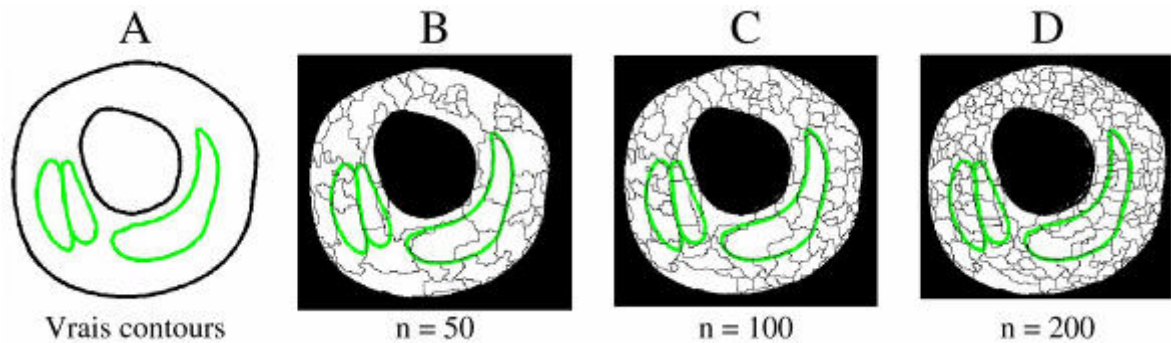 A B C D
Vrais contours n = 50 n = 100 n = 200